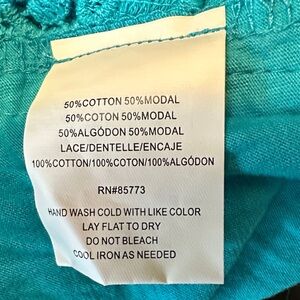 50%COTTON 50%MODAL
50%COTON 50%MODAL
50%ALGÓDON 50%MODAL
LACE/DENTELLE/ENCAJE
100%COTTON/100%COTON/100%ALGÓDON
RN#85773
HAND WASH COLD WITH LIKE COLOR
LAY FLAT TO DRY
DO NOT BLEACH
COOL IRON AS NEEDED